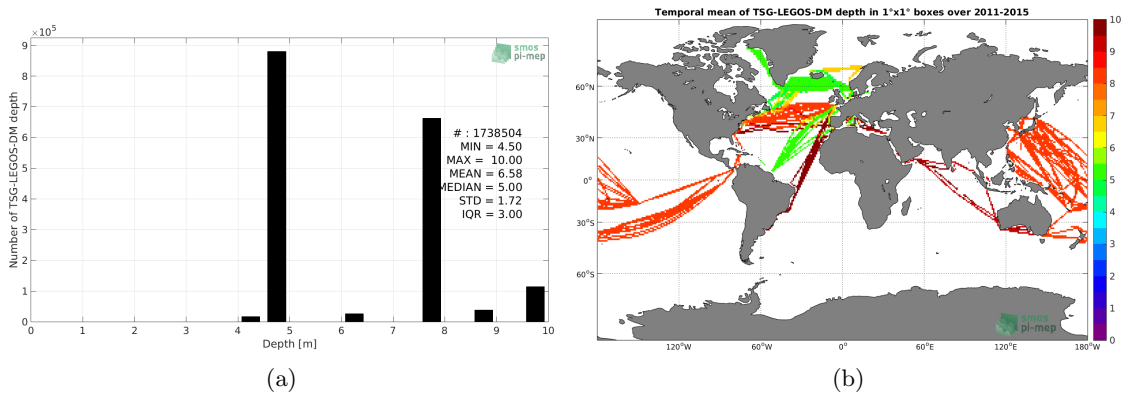 ×10⁵
9
8
7
6
5
4
3
2
1
0
Number of TSG-LEGOS-DM depth
smos
pi-mep
# : 1738504
MIN = 4.50
MAX = 10.00
MEAN = 6.58
MEDIAN = 5.00
STD = 1.72
IQR = 3.00
0 1 2 3 4 5 6 7 8 9 10
Depth [m]
(a)
Temporal mean of TSG-LEGOS-DM depth in 1°x1° boxes over 2011-2015
60°N
30°N
0°
30°S
60°S
120°W 60°W 0° 60°E 120°E 180°W
smos
pi-mep
10
9
8
7
6
5
4
3
2
1
0
(b)